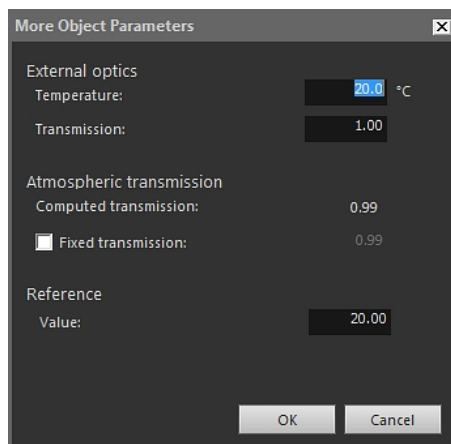 More Object Parameters
External optics
Temperature: 20.0 °C
Transmission: 1.00
Atmospheric transmission
Computed transmission: 0.99
Fixed transmission: 0.99
Reference
Value: 20.00
OK Cancel